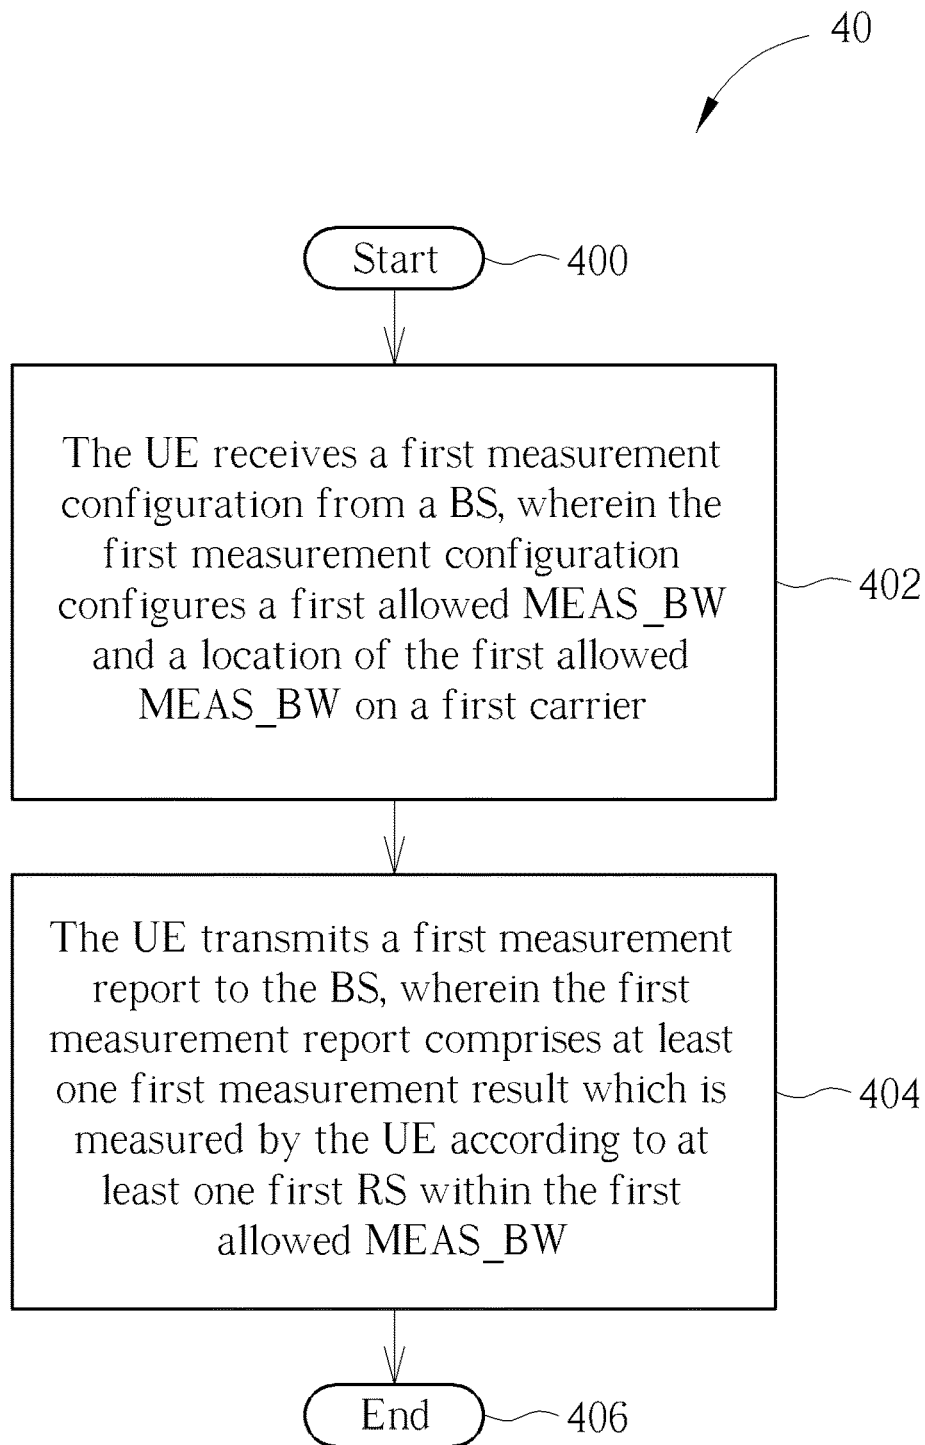 40
Start
400
The UE receives a first measurement
configuration from a BS, wherein the
first measurement configuration
configures a first allowed MEAS_BW
and a location of the first allowed
MEAS_BW on a first carrier
402
The UE transmits a first measurement
report to the BS, wherein the first
measurement report comprises at least
one first measurement result which is
measured by the UE according to at
least one first RS within the first
allowed MEAS_BW
404
End
406